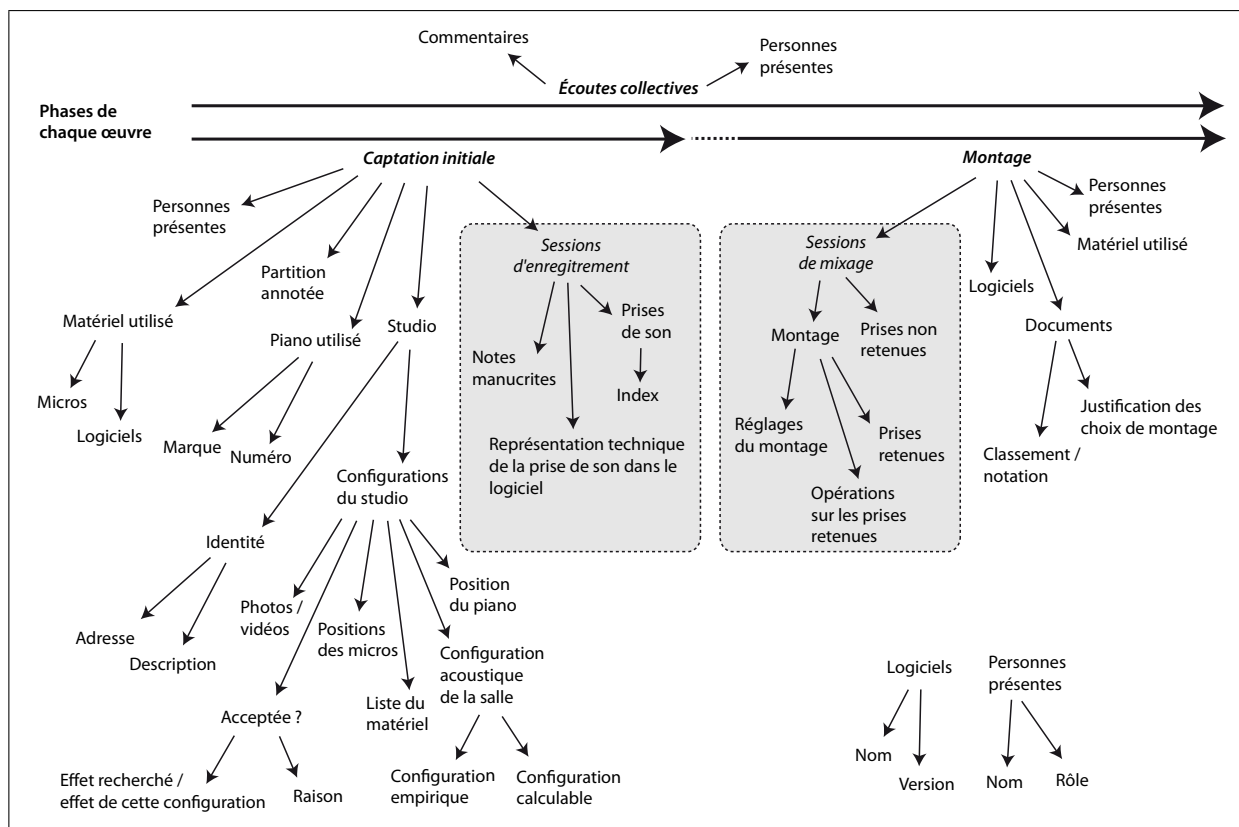 Commentaires
Personnes
présentes
Écoutes collectives
Phases de
chaque œuvre
Captation initiale
Montage
Personnes
présentes
Matériel utilisé
Partition
annotée
Piano utilisé
Studio
Micros
Logiciels
Marque
Numéro
Configurations
du studio
Identité
Adresse
Description
Photos /
vidéos
Positions
des micros
Position
du piano
Configuration
acoustique
de la salle
Liste du
matériel
Acceptée ?
Effet recherché /
effet de cette configuration
Raison
Configuration
empirique
Configuration
calculable
Sessions
d'enregitrement
Prises
de son
Notes
manucrites
Index
Représentation technique
de la prise de son dans le
logiciel
Sessions
de mixage
Montage
Prises non
retenues
Réglages
du montage
Prises
retenues
Opérations
sur les prises
retenues
Personnes
présentes
Matériel utilisé
Logiciels
Documents
Justification des
choix de montage
Classement /
notation
Logiciels
Nom
Version
Personnes
présentes
Nom
Rôle